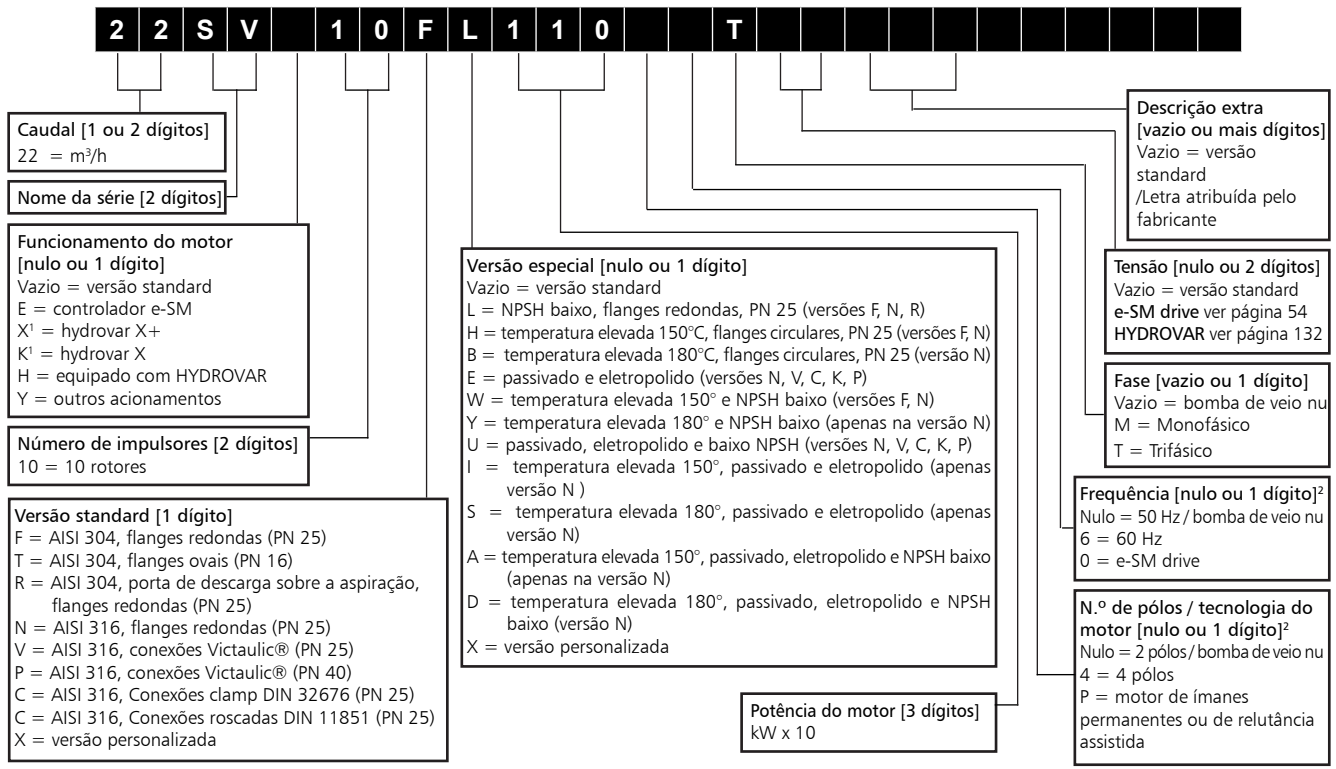 22SV 10FL110 T
Caudal [1 ou 2 dígitos]
22 = m³/h
Nome da série [2 dígitos]
Funcionamento do motor
[nulo ou 1 dígito]
Vazio = versão standard
E = controlador e-SM
X¹ = hydrovar X+
K¹ = hydrovar X
H = equipado com HYDROVAR
Y = outros acionamentos
Número de impulsores [2 dígitos]
10 = 10 rotores
Versão standard [1 dígito]
F = AISI 304, flanges redondas (PN 25)
T = AISI 304, flanges ovais (PN 16)
R = AISI 304, porta de descarga sobre a aspiração,
flanges redondas (PN 25)
N = AISI 316, flanges redondas (PN 25)
V = AISI 316, conexões Victaulic® (PN 25)
P = AISI 316, conexões Victaulic® (PN 40)
C = AISI 316, Conexões clamp DIN 32676 (PN 25)
C = AISI 316, Conexões roscadas DIN 11851 (PN 25)
X = versão personalizada
Versão especial [nulo ou 1 dígito]
Vazio = versão standard
L = NPSH baixo, flanges redondas, PN 25 (versões F, N, R)
H = temperatura elevada 150°C, flanges circulares, PN 25 (versões F, N)
B = temperatura elevada 180°C, flanges circulares, PN 25 (versão N)
E = passivado e eletropolido (versões N, V, C, K, P)
W = temperatura elevada 150° e NPSH baixo (versões F, N)
Y = temperatura elevada 180° e NPSH baixo (apenas na versão N)
U = passivado, eletropolido e baixo NPSH (versões N, V, C, K, P)
I = temperatura elevada 150°, passivado e eletropolido (apenas
versão N )
S = temperatura elevada 180°, passivado e eletropolido (apenas
versão N)
A = temperatura elevada 150°, passivado, eletropolido e NPSH baixo
(apenas na versão N)
D = temperatura elevada 180°, passivado, eletropolido e NPSH
baixo (versão N)
X = versão personalizada
Potência do motor [3 dígitos]
kW x 10
Descrição extra
[vazio ou mais dígitos]
Vazio = versão
standard
/Letra atribuída pelo
fabricante
Tensão [nulo ou 2 dígitos]
Vazio = versão standard
e-SM drive ver página 54
HYDROVAR ver página 132
Fase [vazio ou 1 dígito]
Vazio = bomba de veio nu
M = Monofásico
T = Trifásico
Frequência [nulo ou 1 dígito]²
Nulo = 50 Hz / bomba de veio nu
6 = 60 Hz
0 = e-SM drive
N.º de pólos / tecnologia do
motor [nulo ou 1 dígito]²
Nulo = 2 pólos / bomba de veio nu
4 = 4 pólos
P = motor de ímanes
permanentes ou de relutância
assistida